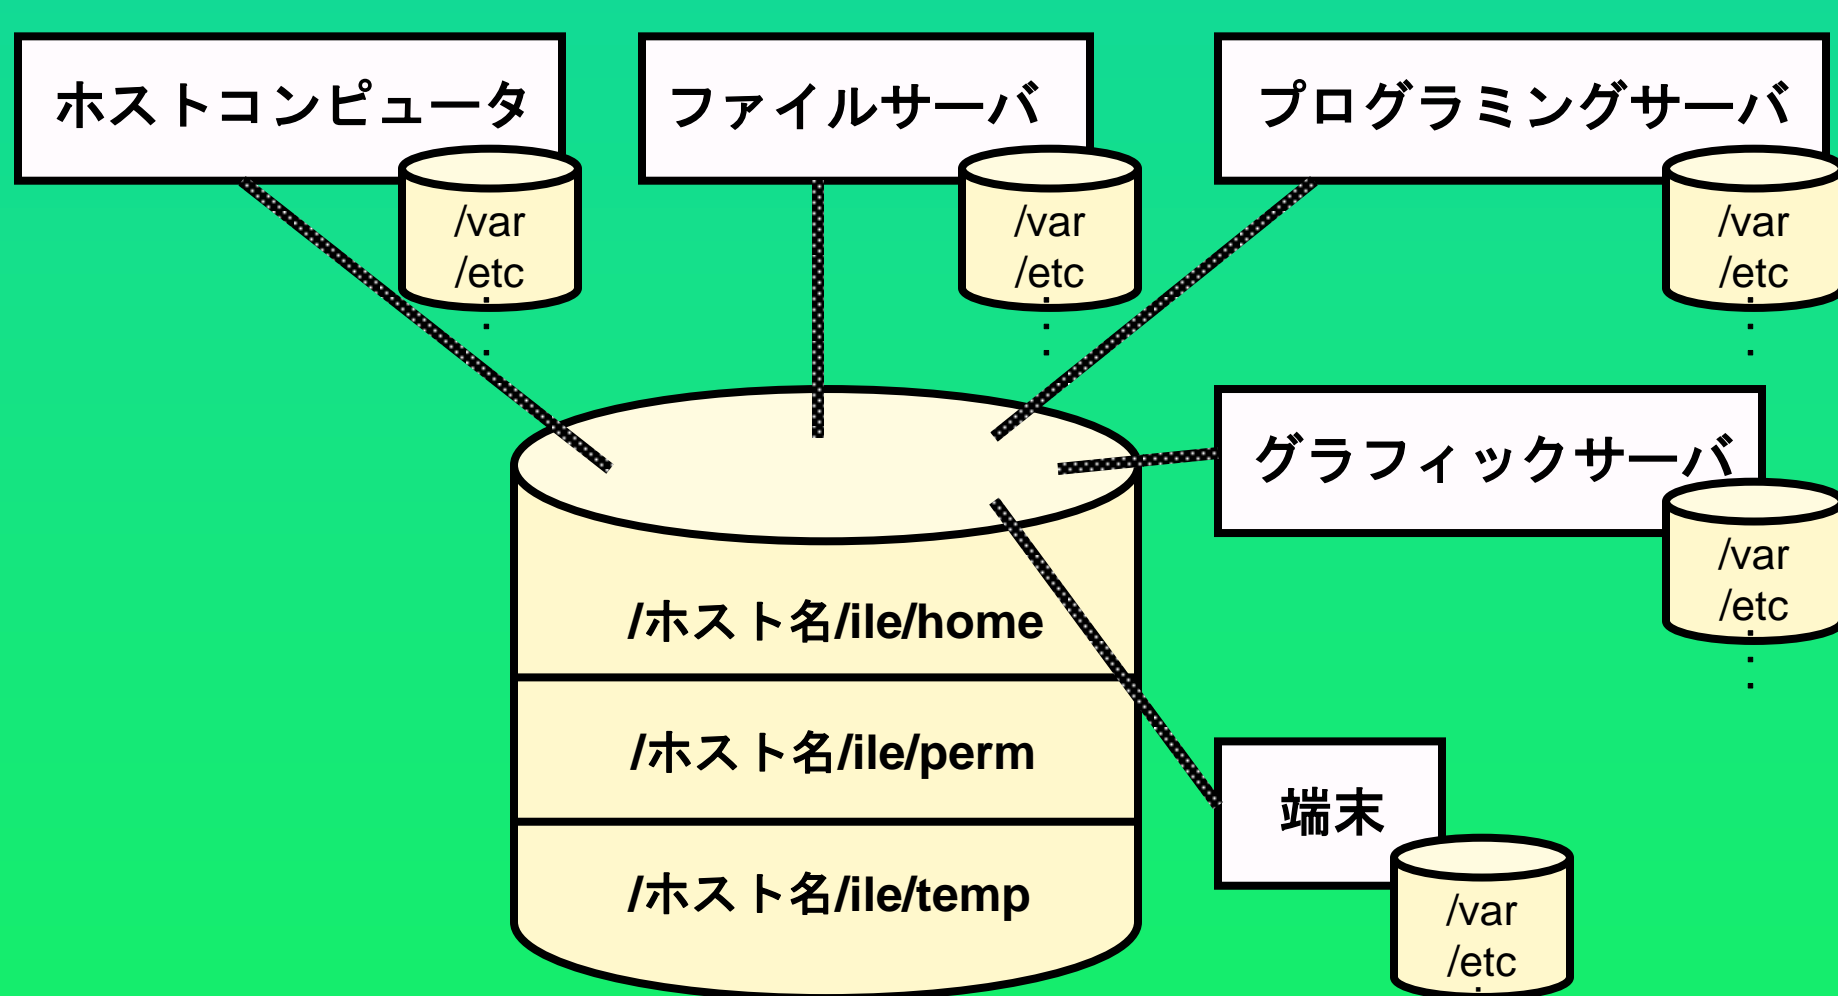 ホストコンピュータ
/var
/etc
:
ファイルサーバ
/var
/etc
:
プログラミングサーバ
/var
/etc
:
グラフィックサーバ
/var
/etc
:
/ホスト名/ile/home
/ホスト名/ile/perm
/ホスト名/ile/temp
端末
/var
/etc